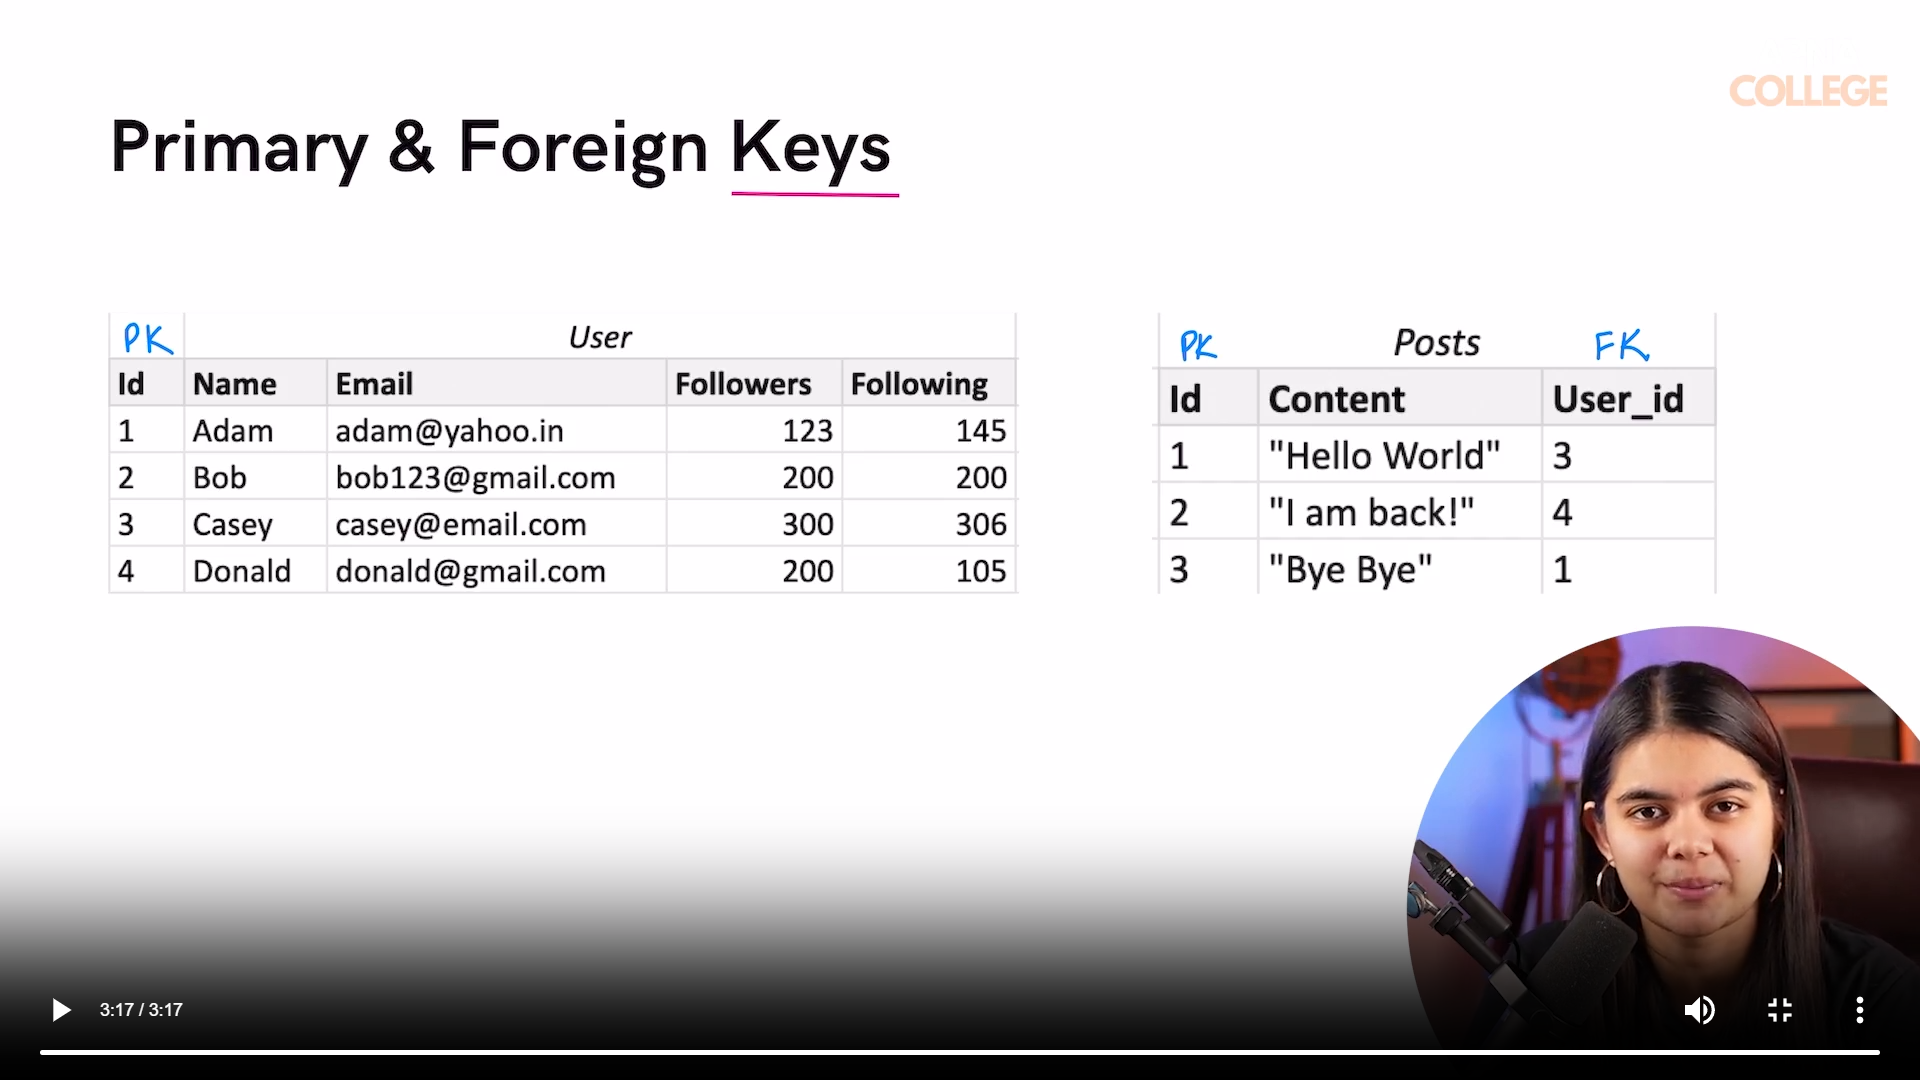 COLLEGE
Primary & Foreign Keys
PK User
Id Name Email Followers Following
1 Adam adam@yahoo.in 123 145
2 Bob bob123@gmail.com 200 200
3 Casey casey@email.com 300 306
4 Donald donald@gmail.com 200 105
PK Posts FK
Id Content User_id
1 "Hello World" 3
2 "I am back!" 4
3 "Bye Bye" 1
3:17 / 3:17